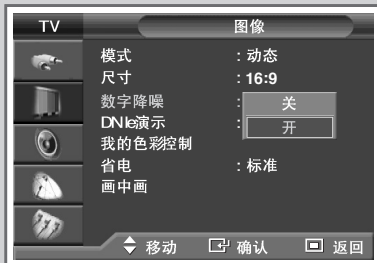 TV 图像
模式 : 动态
尺寸 : 16:9
数字降噪 : 关
DNIe演示 : 开
我的色彩控制
省电 : 标准
画中画
移动 确认 返回